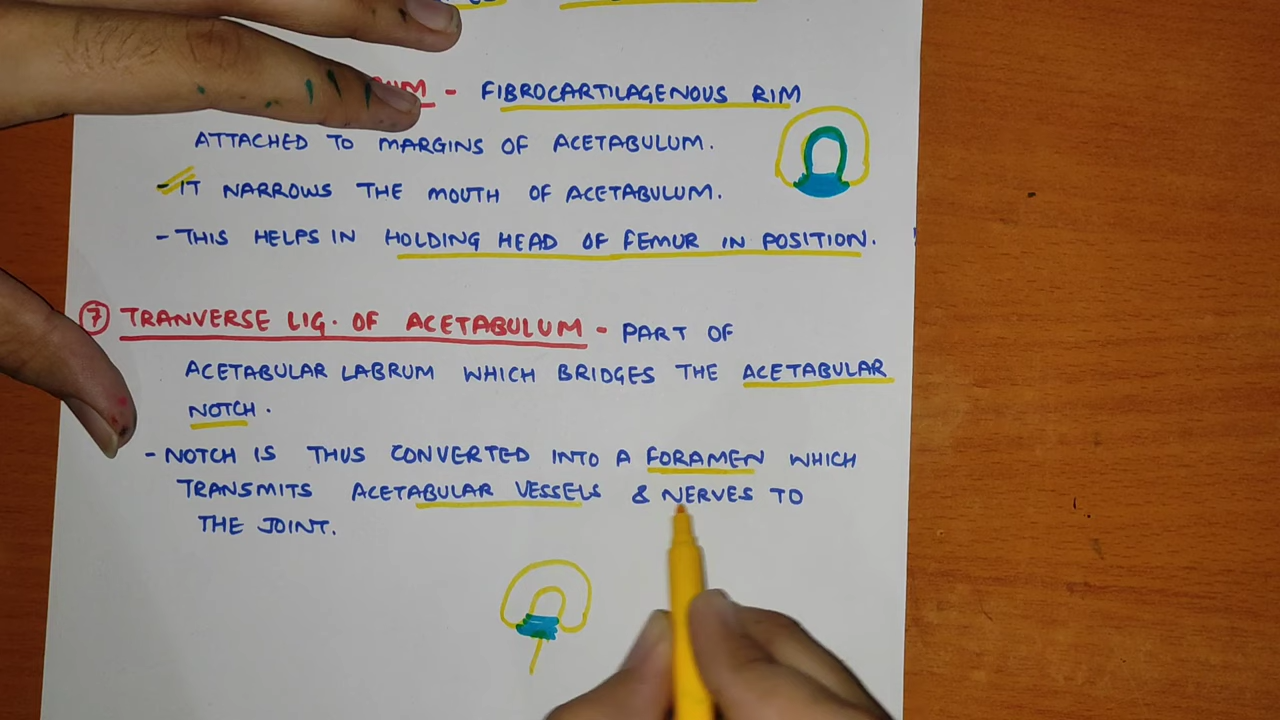 - FIBROCARTILAGENOUS RIM
ATTACHED TO MARGINS OF ACETABULUM.
- IT NARROWS THE MOUTH OF ACETABULUM.
- THIS HELPS IN HOLDING HEAD OF FEMUR IN POSITION.
7 TRANVERSE LIG. OF ACETABULUM - PART OF
ACETABULAR LABRUM WHICH BRIDGES THE ACETABULAR
NOTCH.
- NOTCH IS THUS CONVERTED INTO A FORAMEN WHICH
TRANSMITS ACETABULAR VESSELS & NERVES TO
THE JOINT.